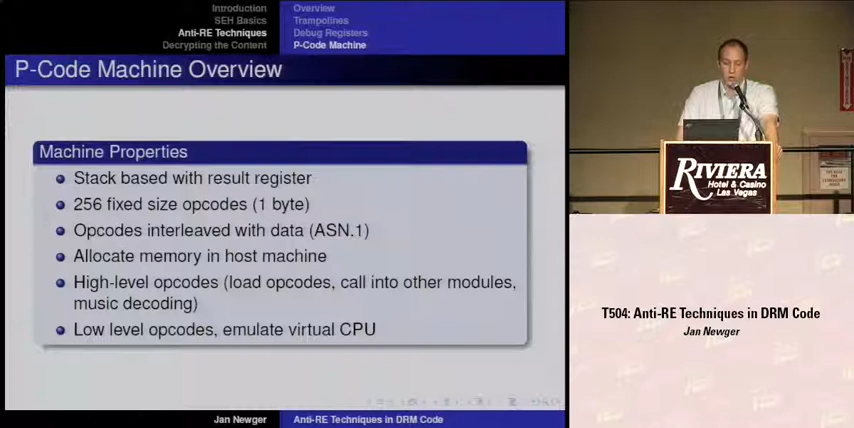 Introduction
SEH Basics
Anti-RE Techniques
Decrypting the Content
Overview
Trampolines
Debug Registers
P-Code Machine
P-Code Machine Overview
Machine Properties
Stack based with result register
256 fixed size opcodes (1 byte)
Opcodes interleaved with data (ASN.1)
Allocate memory in host machine
High-level opcodes (load opcodes, call into other modules,
music decoding)
Low level opcodes, emulate virtual CPU
Jan Newger
Anti-RE Techniques in DRM Code
RIVIERA
Hotel & Casino
Las Vegas
T504: Anti-RE Techniques in DRM Code
Jan Newger